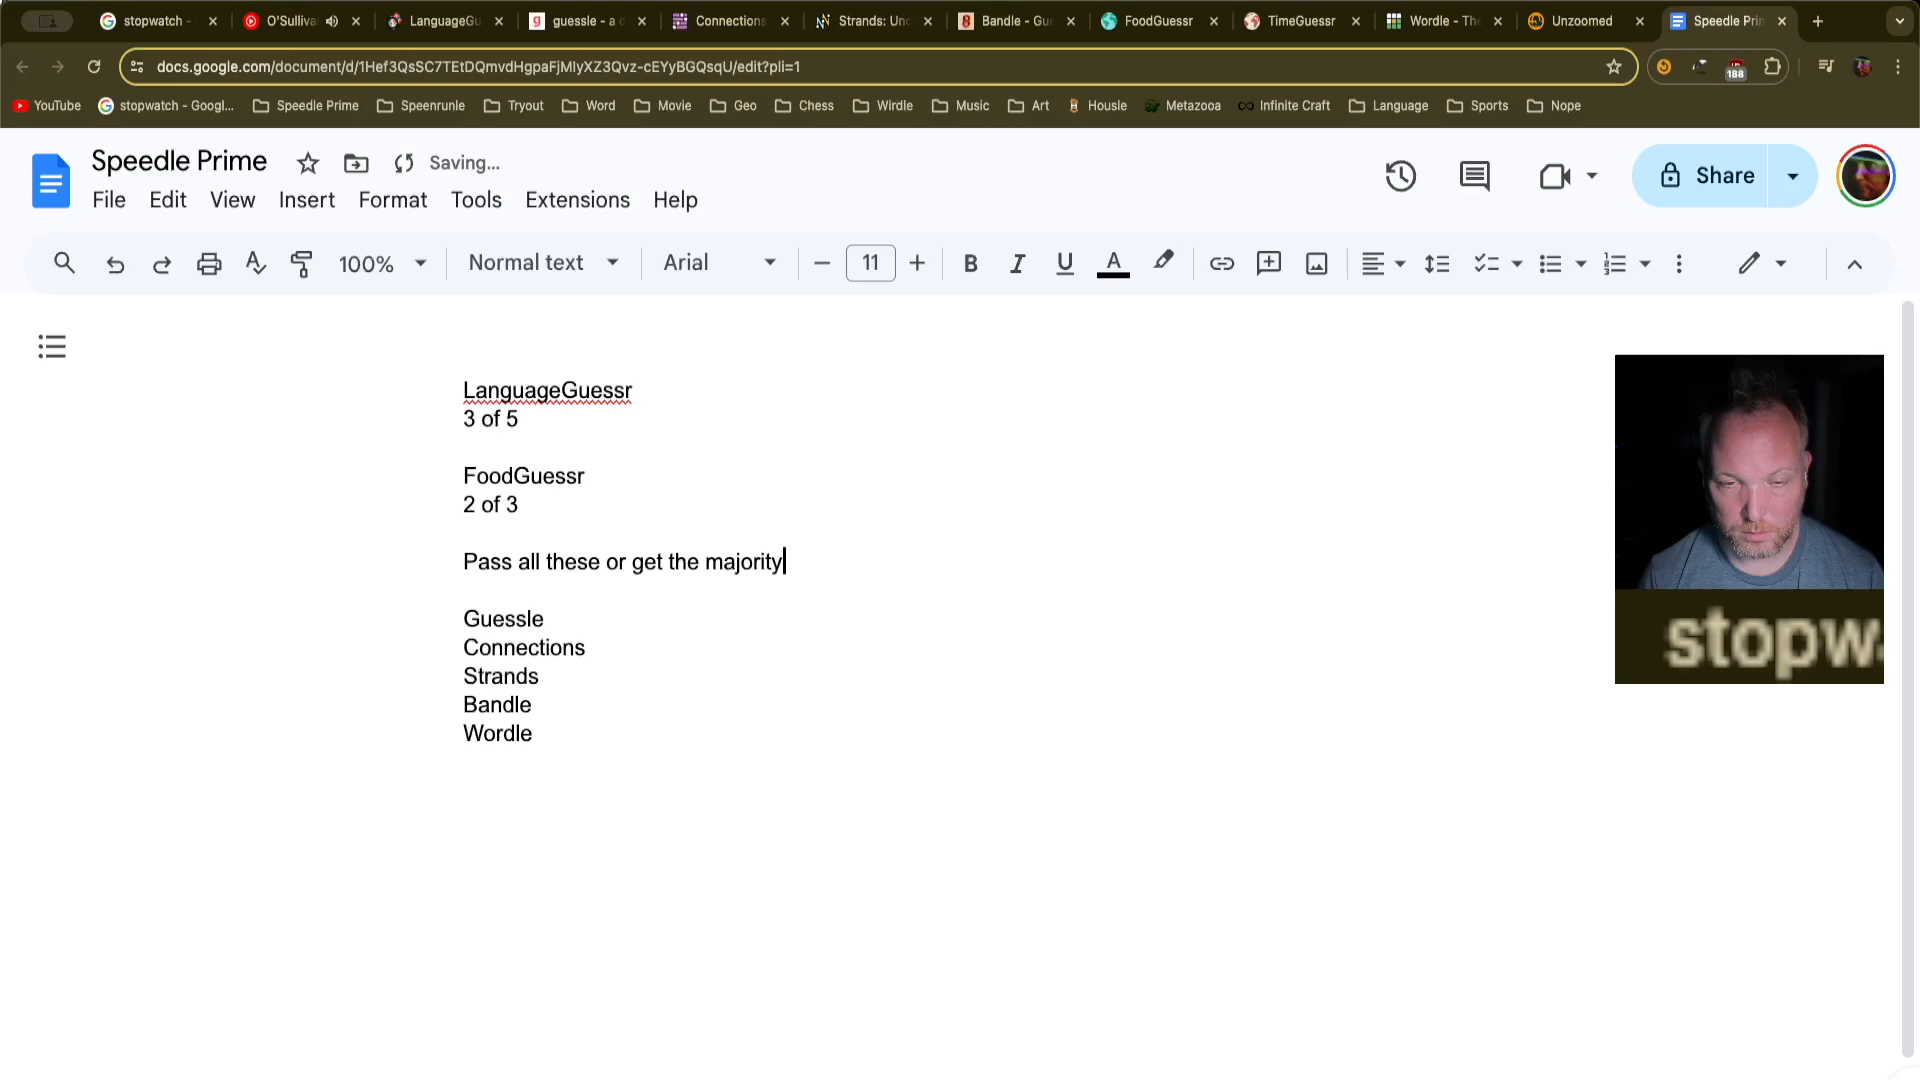 stopwatch -
O'Sulliva
LanguageGu
guessle - a d
Connections
Strands: Unc
Bandle - Gue
FoodGuessr
TimeGuessr
Wordle - The
Unzoomed
Speedle Prim
docs.google.com/document/d/1Hef3QsSC7TEtDQmvdHgpaFjMlyXZ3Qvz-cEYyBGQsqU/edit?pli=1
188
YouTube
stopwatch - Googl...
Speedle Prime
Speenrunle
Tryout
Word
Movie
Geo
Chess
Wirdle
Music
Art
Housle
Metazooa
Infinite Craft
Language
Sports
Nope
Speedle Prime
Saving...
File Edit View Insert Format Tools Extensions Help
Share
100%
Normal text
Arial
11
LanguageGuessr
3 of 5
FoodGuessr
2 of 3
Pass all these or get the majority
Guessle
Connections
Strands
Bandle
Wordle
stopw